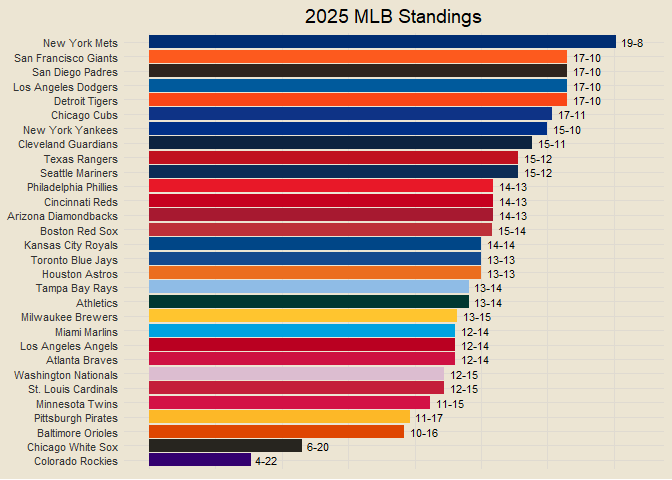 2025 MLB Standings
New York Mets 19-8
San Francisco Giants 17-10
San Diego Padres 17-10
Los Angeles Dodgers 17-10
Detroit Tigers 17-10
Chicago Cubs 17-11
New York Yankees 15-10
Cleveland Guardians 15-11
Texas Rangers 15-12
Seattle Mariners 15-12
Philadelphia Phillies 14-13
Cincinnati Reds 14-13
Arizona Diamondbacks 14-13
Boston Red Sox 15-14
Kansas City Royals 14-14
Toronto Blue Jays 13-13
Houston Astros 13-13
Tampa Bay Rays 13-14
Athletics 13-14
Milwaukee Brewers 13-15
Miami Marlins 12-14
Los Angeles Angels 12-14
Atlanta Braves 12-14
Washington Nationals 12-15
St. Louis Cardinals 12-15
Minnesota Twins 11-15
Pittsburgh Pirates 11-17
Baltimore Orioles 10-16
Chicago White Sox 6-20
Colorado Rockies 4-22